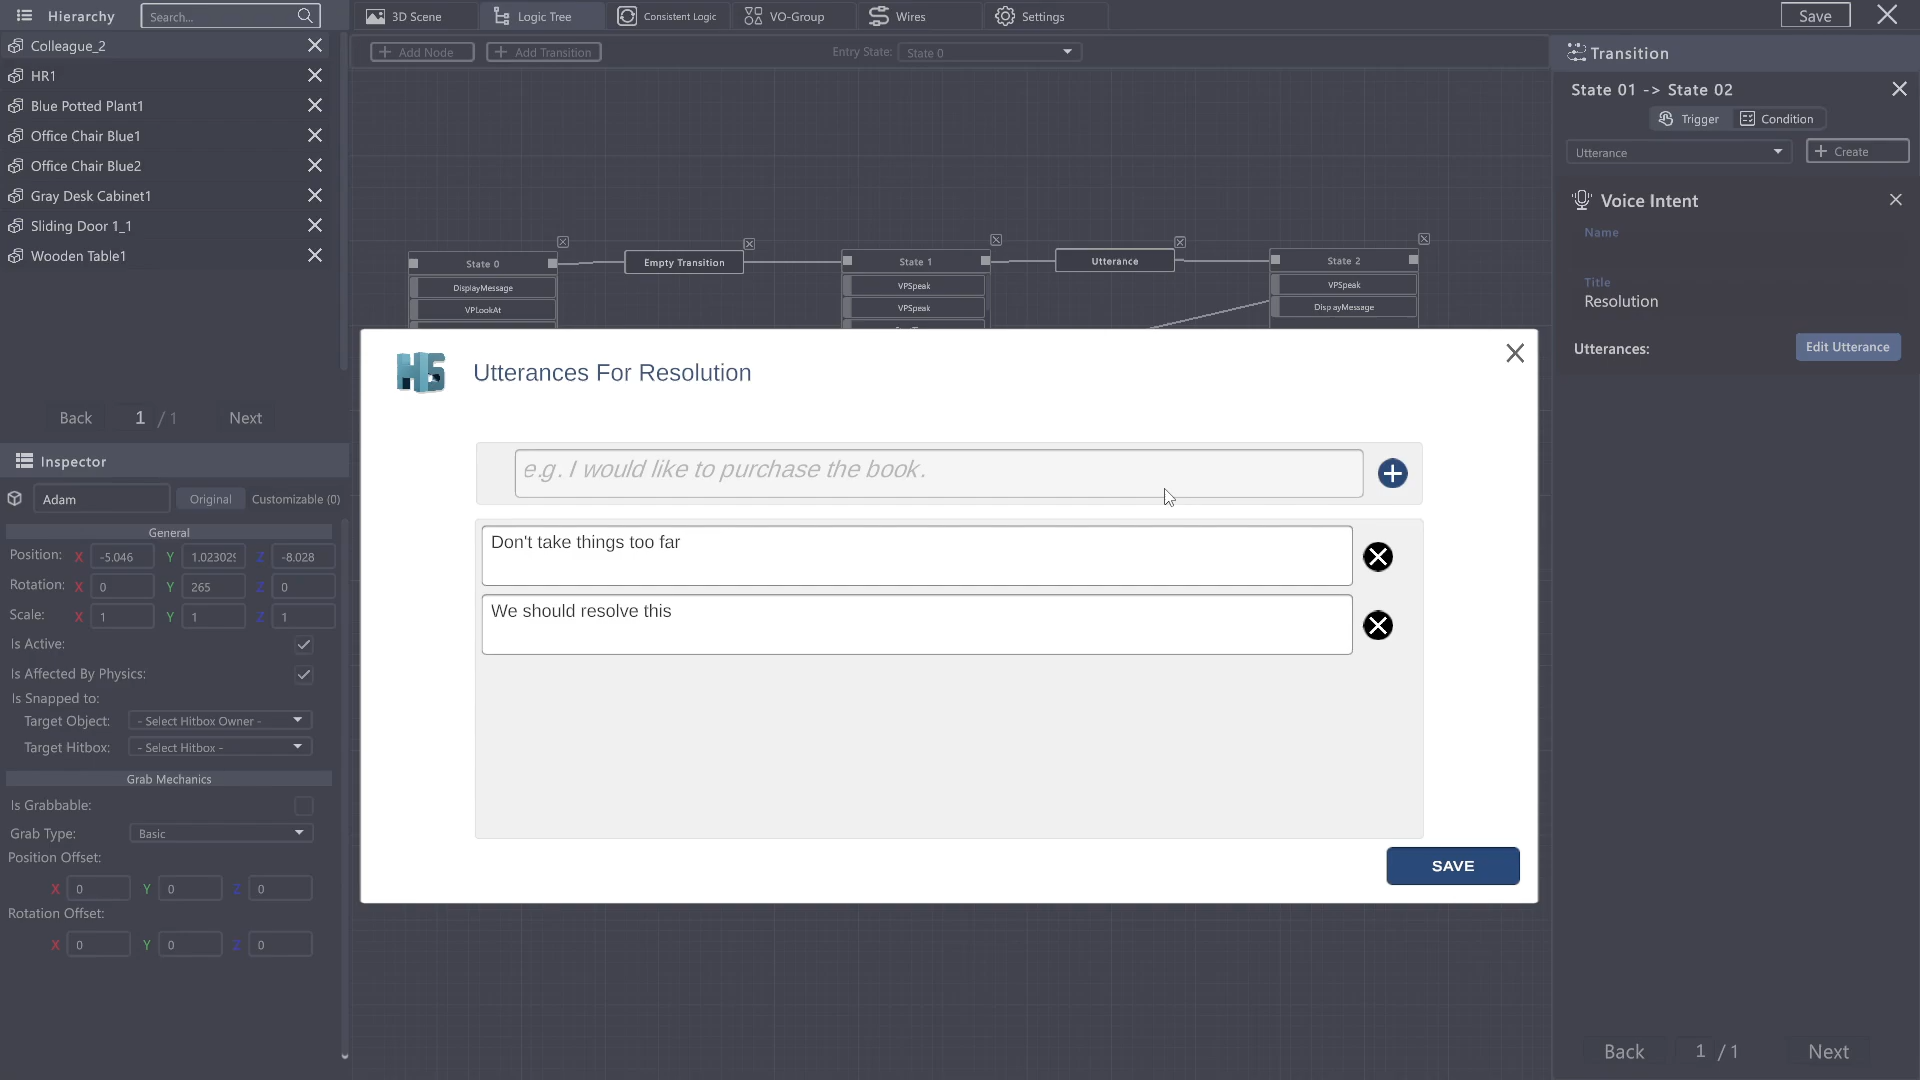 Hierarchy
Search...
3D Scene
Logic Tree
Consistent Logic
VO-Group
Wires
Settings
Save
Colleague_2
HR1
Blue Potted Plant1
Office Chair Blue1
Office Chair Blue2
Gray Desk Cabinet1
Sliding Door 1_1
Wooden Table1
Back 1 / 1 Next
Add Node
Add Transition
Entry State: State 0
State 0
DisplayMessage
VPLookAt
Empty Transition
State 1
VPSpeak
VPSpeak
Utterance
State 2
VPSpeak
DisplayMessage
Transition
State 01 -> State 02
Trigger
Condition
Utterance
Create
Voice Intent
Name
Title
Resolution
Utterances:
Edit Utterance
H5
Utterances For Resolution
e.g. I would like to purchase the book.
Don't take things too far
We should resolve this
SAVE
Inspector
Adam
Original
Customizable (0)
General
Position: X -5.046 Y 1.02302 Z -8.028
Rotation: X 0 Y 265 Z 0
Scale: X 1 Y 1 Z 1
Is Active:
Is Affected By Physics:
Is Snapped to:
Target Object: - Select Hitbox Owner -
Target Hitbox: - Select Hitbox -
Grab Mechanics
Is Grabbable:
Grab Type: Basic
Position Offset:
X 0 Y 0 Z 0
Rotation Offset:
X 0 Y 0 Z 0
Back 1 / 1 Next